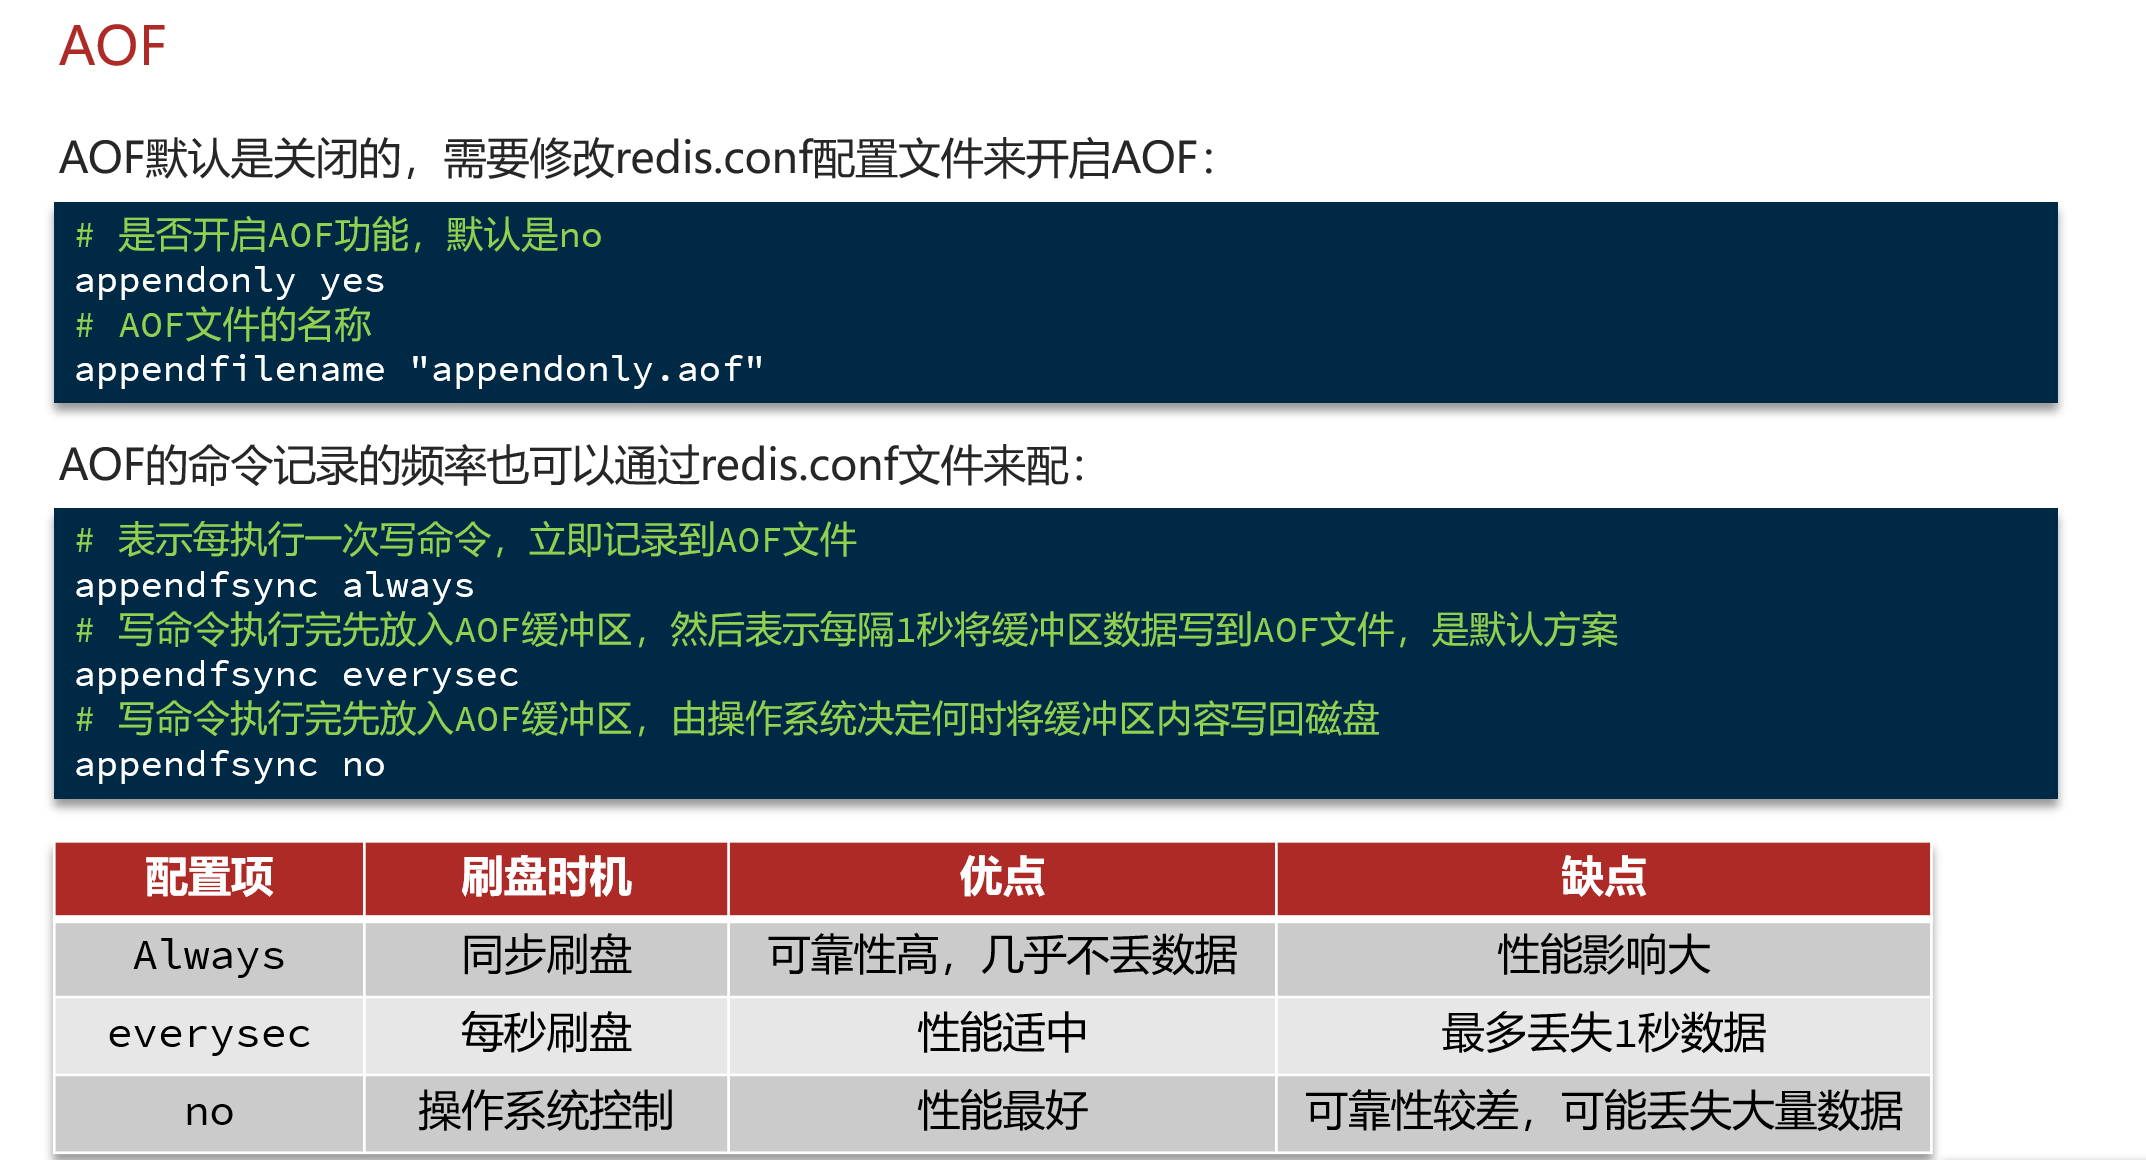 AOF
AOF默认是关闭的，需要修改redis.conf配置文件来开启AOF：
# 是否开启AOF功能，默认是no
appendonly yes
# AOF文件的名称
appendfilename "appendonly.aof"
AOF的命令记录的频率也可以通过redis.conf文件来配：
# 表示每执行一次写命令，立即记录到AOF文件
appendfsync always
# 写命令执行完先放入AOF缓冲区，然后表示每隔1秒将缓冲区数据写到AOF文件，是默认方案
appendfsync everysec
# 写命令执行完先放入AOF缓冲区，由操作系统决定何时将缓冲区内容写回磁盘
appendfsync no
配置项 刷盘时机 优点 缺点
Always 同步刷盘 可靠性高，几乎不丢数据 性能影响大
everysec 每秒刷盘 性能适中 最多丢失1秒数据
no 操作系统控制 性能最好 可靠性较差，可能丢失大量数据